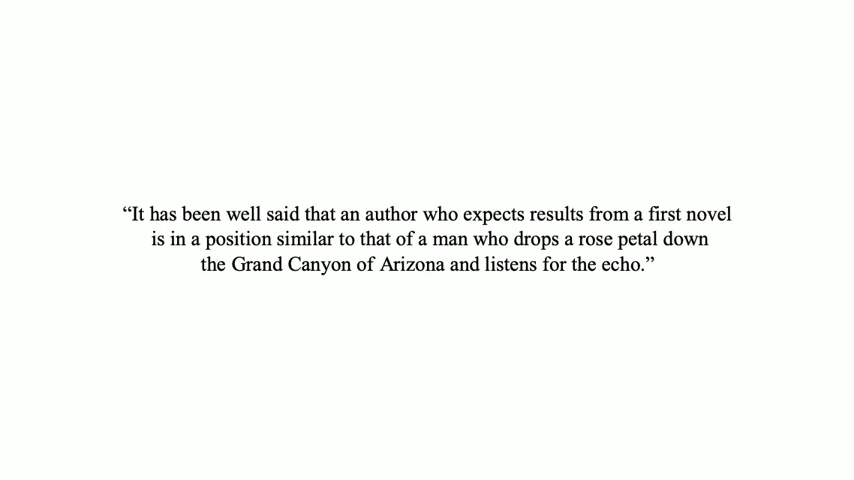 “It has been well said that an author who expects results from a first novel
is in a position similar to that of a man who drops a rose petal down
the Grand Canyon of Arizona and listens for the echo.”